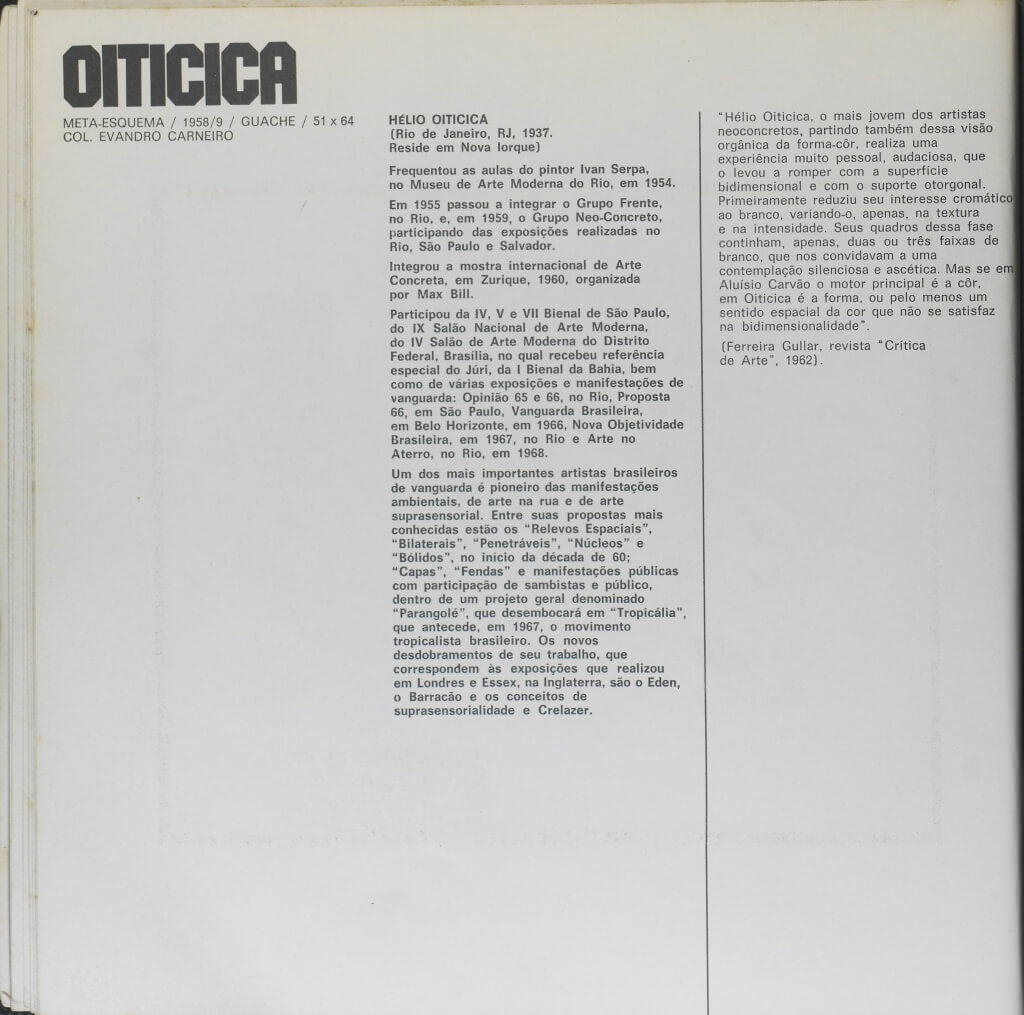 OITICICA
META-ESQUEMA / 1958/9 / GUACHE / 51 x 64
COL. EVANDRO CARNEIRO
HÉLIO OITICICA
(Rio de Janeiro, RJ, 1937.
Reside em Nova Iorque)
Frequentou as aulas do pintor Ivan Serpa,
no Museu de Arte Moderna do Rio, em 1954.
Em 1955 passou a integrar o Grupo Frente,
no Rio, e, em 1959, o Grupo Neo-Concreto,
participando das exposições realizadas no
Rio, São Paulo e Salvador.
Integrou a mostra internacional de Arte
Concreta, em Zurique, 1960, organizada
por Max Bill.
Participou da IV, V e VII Bienal de São Paulo,
do IX Salão Nacional de Arte Moderna,
do IV Salão de Arte Moderna do Distrito
Federal, Brasília, no qual recebeu referência
especial do Júri, da I Bienal da Bahia, bem
como de várias exposições e manifestações de
vanguarda: Opinião 65 e 66, no Rio, Proposta
66, em São Paulo, Vanguarda Brasileira,
em Belo Horizonte, em 1966, Nova Objetividade
Brasileira, em 1967, no Rio e Arte no
Aterro, no Rio, em 1968.
Um dos mais importantes artistas brasileiros
de vanguarda é pioneiro das manifestações
ambientais, de arte na rua e de arte
suprasensorial. Entre suas propostas mais
conhecidas estão os "Relevos Espaciais",
"Bilaterais", "Penetráveis", "Núcleos" e
"Bólidos", no inicio da década de 60;
"Capas", "Fendas" e manifestações públicas
com participação de sambistas e público,
dentro de um projeto geral denominado
"Parangolé", que desembocará em "Tropicália",
que antecede, em 1967, o movimento
tropicalista brasileiro. Os novos
desdobramentos de seu trabalho, que
correspondem às exposições que realizou
em Londres e Essex, na Inglaterra, são o Eden,
o Barracão e os conceitos de
suprasensorialidade e Crelazer.
"Hélio Oiticica, o mais jovem dos artistas
neoconcretos, partindo também dessa visão
orgânica da forma-côr, realiza uma
experiência muito pessoal, audaciosa, que
o levou a romper com a superfície
bidimensional e com o suporte otorgonal.
Primeiramente reduziu seu interesse cromático
ao branco, variando-o, apenas, na textura
e na intensidade. Seus quadros dessa fase
continham, apenas, duas ou três faixas de
branco, que nos convidavam a uma
contemplação silenciosa e ascética. Mas se em
Aluísio Carvão o motor principal é a côr,
em Oiticica é a forma, ou pelo menos um
sentido espacial da cor que não se satisfaz
na bidimensionalidade".
(Ferreira Gullar, revista "Crítica
de Arte", 1962).